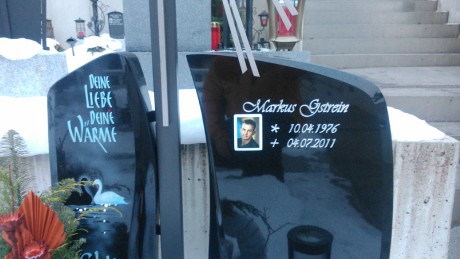 DEINE
LIEBE
DEINE
WÄRME
Markus Gstrein
* 10.04.1976
+ 04.07.2011